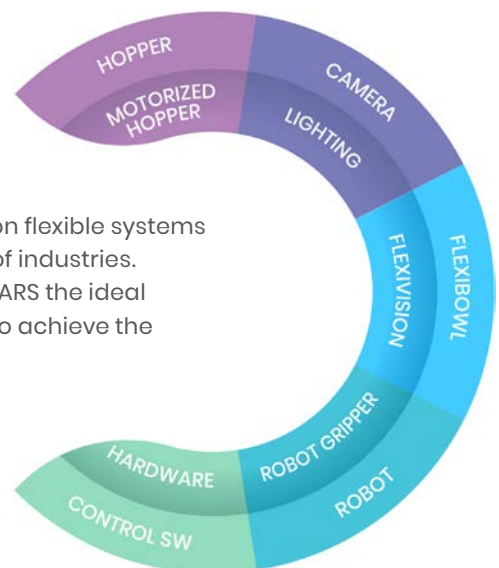 HOPPER
MOTORIZED
HOPPER
CAMERA
LIGHTING
on flexible systems
of industries.
ARS the ideal
o achieve the
FLEXIBOWL
FLEXIVISION
ROBOT GRIPPER
ROBOT
HARDWARE
CONTROL SW